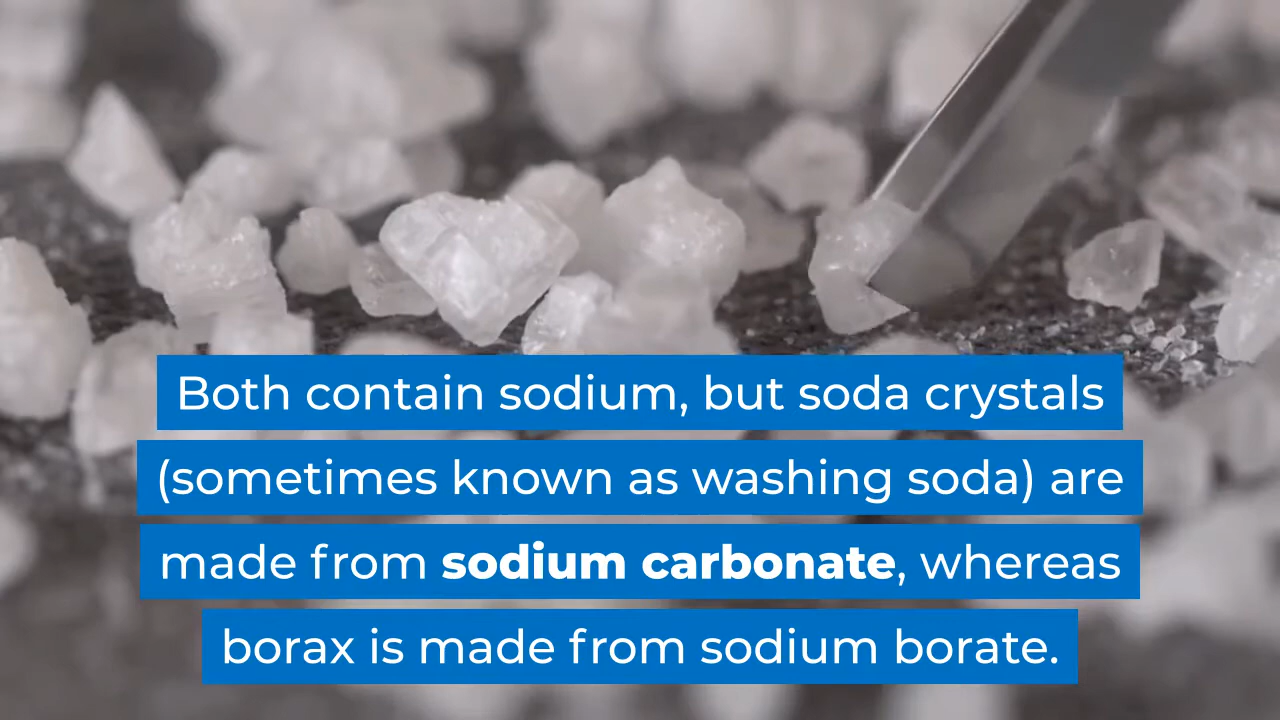 Both contain sodium, but soda crystals
(sometimes known as washing soda) are
made from sodium carbonate, whereas
borax is made from sodium borate.